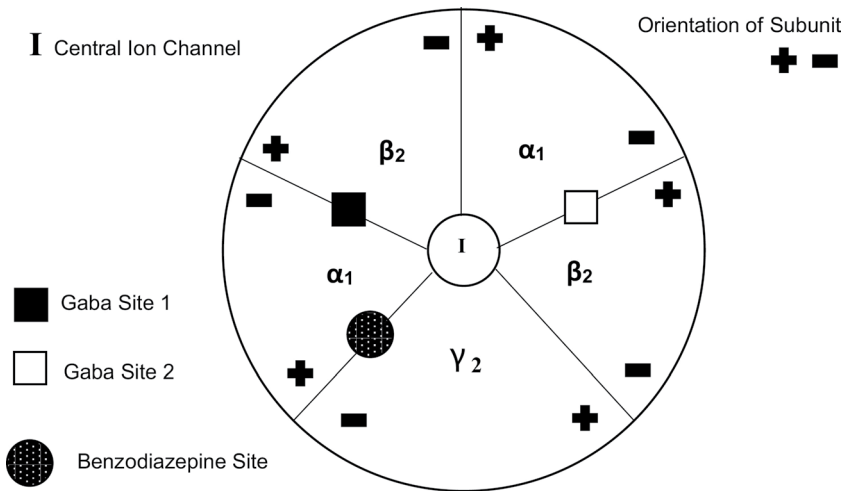 I Central Ion Channel
Orientation of Subunit
+ -
- +
+ β₂ α₁ -
- +
I
α₁ β₂
Gaba Site 1
Gaba Site 2
γ₂
+ -
- +
Benzodiazepine Site